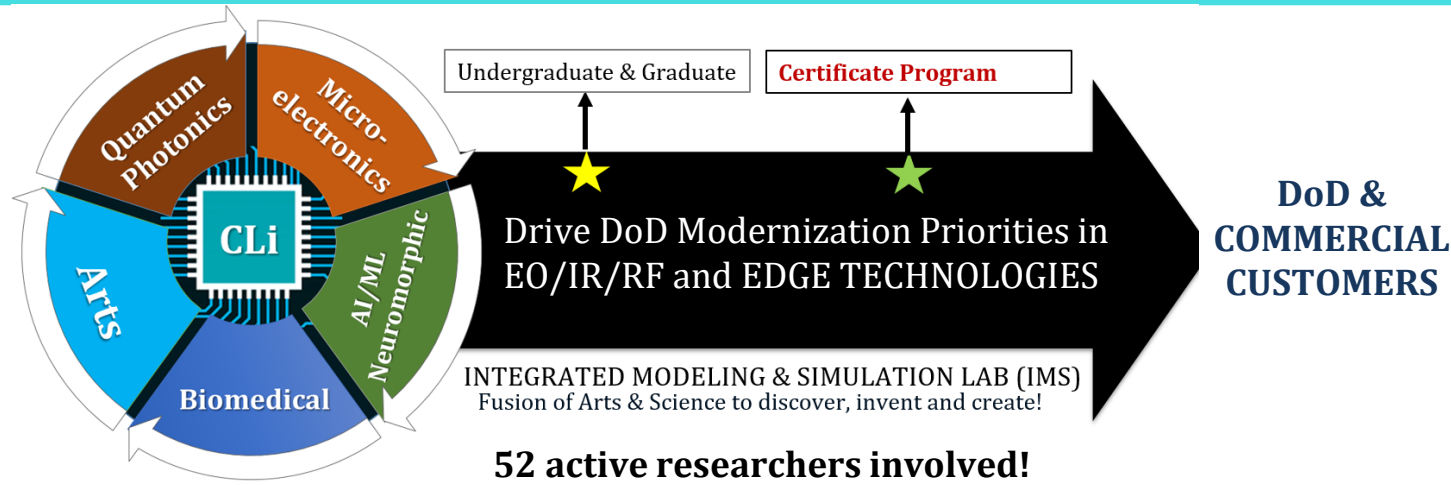 Quantum
Photonics
Micro-
electronics
AI/ML
Neuromorphic
Biomedical
Arts
CLi
Undergraduate & Graduate
Certificate Program
Drive DoD Modernization Priorities in
EO/IR/RF and EDGE TECHNOLOGIES
INTEGRATED MODELING & SIMULATION LAB (IMS)
Fusion of Arts & Science to discover, invent and create!
52 active researchers involved!
DoD &
COMMERCIAL
CUSTOMERS